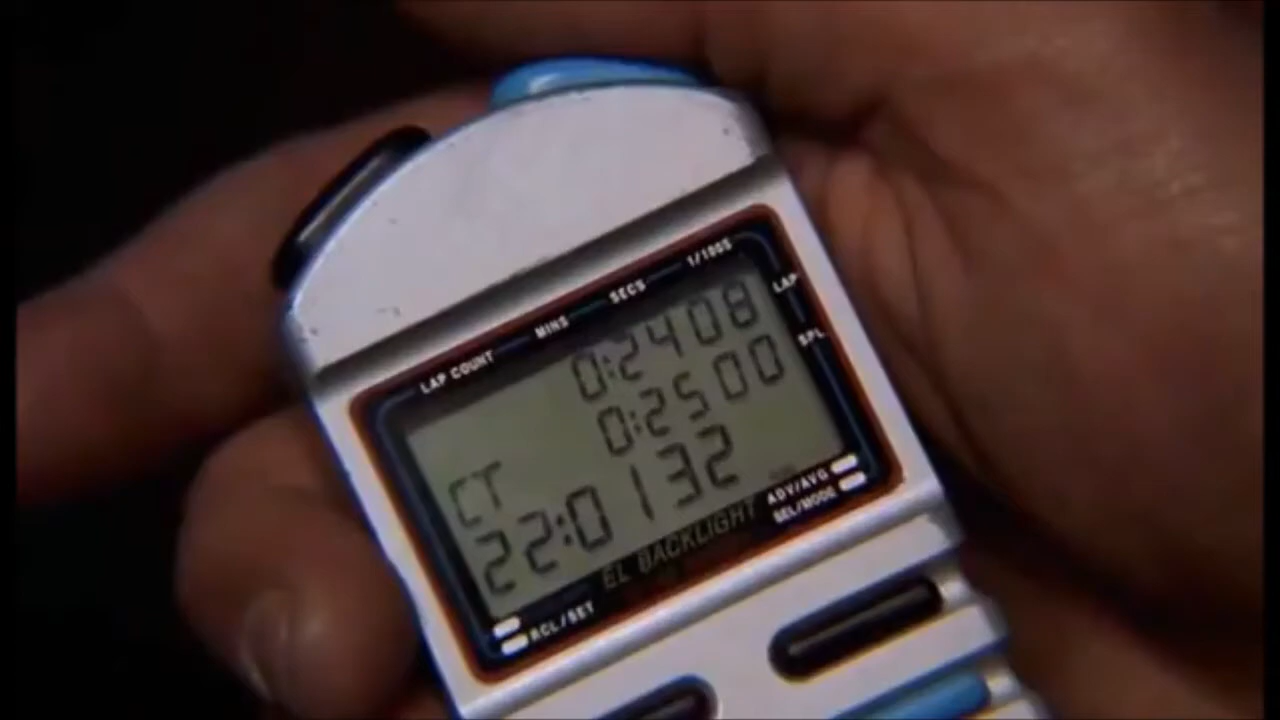 LAP COUNT MINS SECS 1/100S
LAP
0:2408
SPL
0:2500
CT
22:0132
ADV/AVG
SEL/MODE
EL BACKLIGHT
RCL/SET